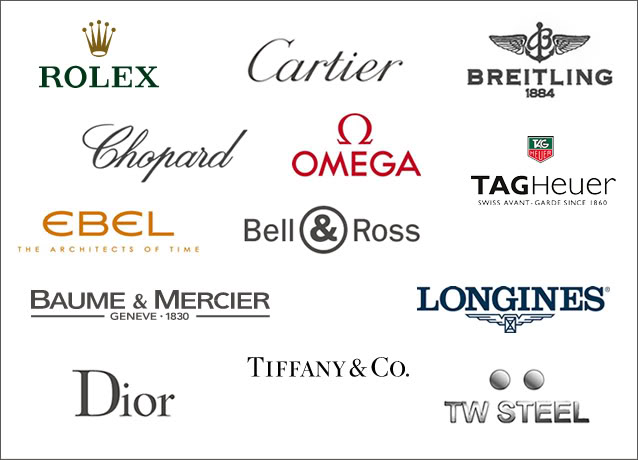 ROLEX
Cartier
BREITLING
1884
Chopard
OMEGA
TAG
HEUER
TAGHeuer
SWISS AVANT-GARDE SINCE 1860
EBEL
THE ARCHITECTS OF TIME
Bell & Ross
BAUME & MERCIER
GENEVE · 1830
LONGINES®
TIFFANY & CO.
Dior
TW STEEL